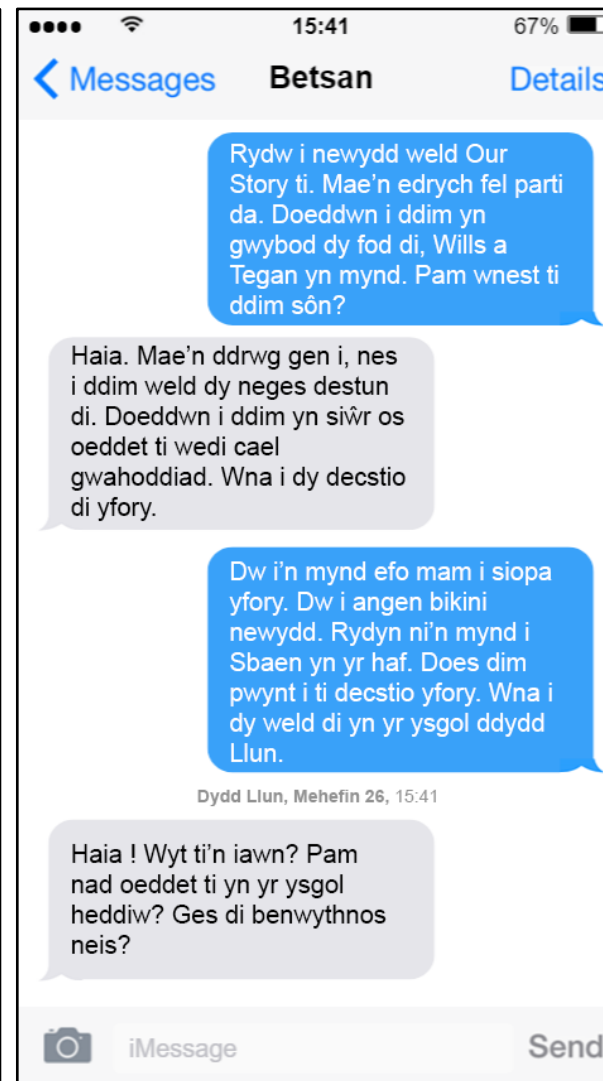 15:41
67%
Messages
Betsan
Details
Rydw i newydd weld Our
Story ti. Mae'n edrych fel parti
da. Doeddwn i ddim yn
gwybod dy fod di, Wills a
Tegan yn mynd. Pam wnest ti
ddim sôn?
Haia. Mae'n ddrwg gen i, nes
i ddim weld dy neges destun
di. Doeddwn i ddim yn siŵr os
oeddet ti wedi cael
gwahoddiad. Wna i dy decstio
di yfory.
Dw i'n mynd efo mam i siopa
yfory. Dw i angen bikini
newydd. Rydyn ni'n mynd i
Sbaen yn yr haf. Does dim
pwynt i ti decstio yfory. Wna i
dy weld di yn yr ysgol ddydd
Llun.
Dydd Llun, Mehefin 26, 15:41
Haia ! Wyt ti'n iawn? Pam
nad oeddet ti yn yr ysgol
heddiw? Ges di benwythnos
neis?
iMessage
Send